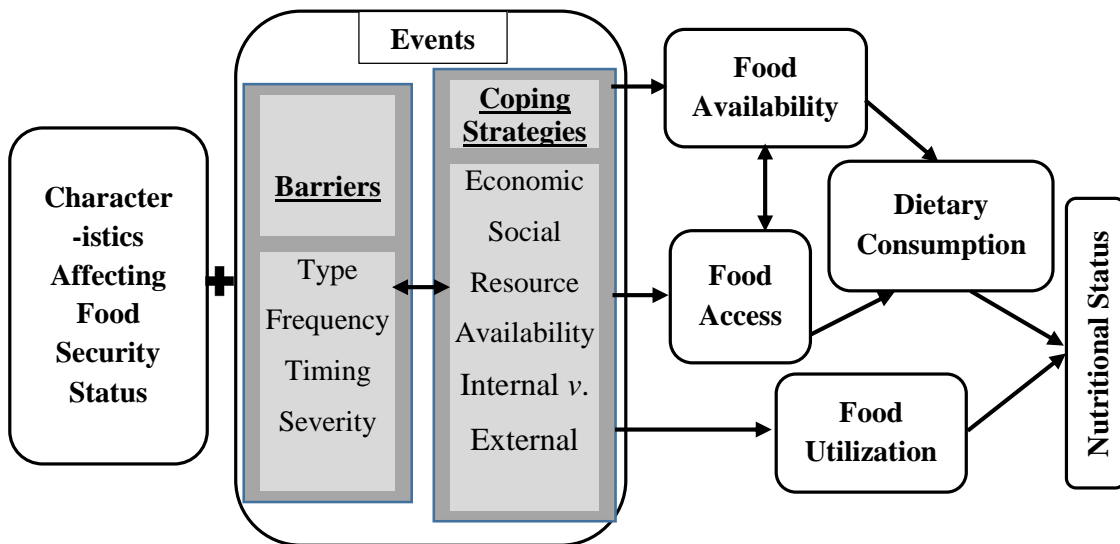 Character
-istics
Affecting
Food
Security
Status
Events
Barriers
Type
Frequency
Timing
Severity
Coping
Strategies
Economic
Social
Resource
Availability
Internal v.
External
Food
Availability
Food
Access
Food
Utilization
Dietary
Consumption
Nutritional Status